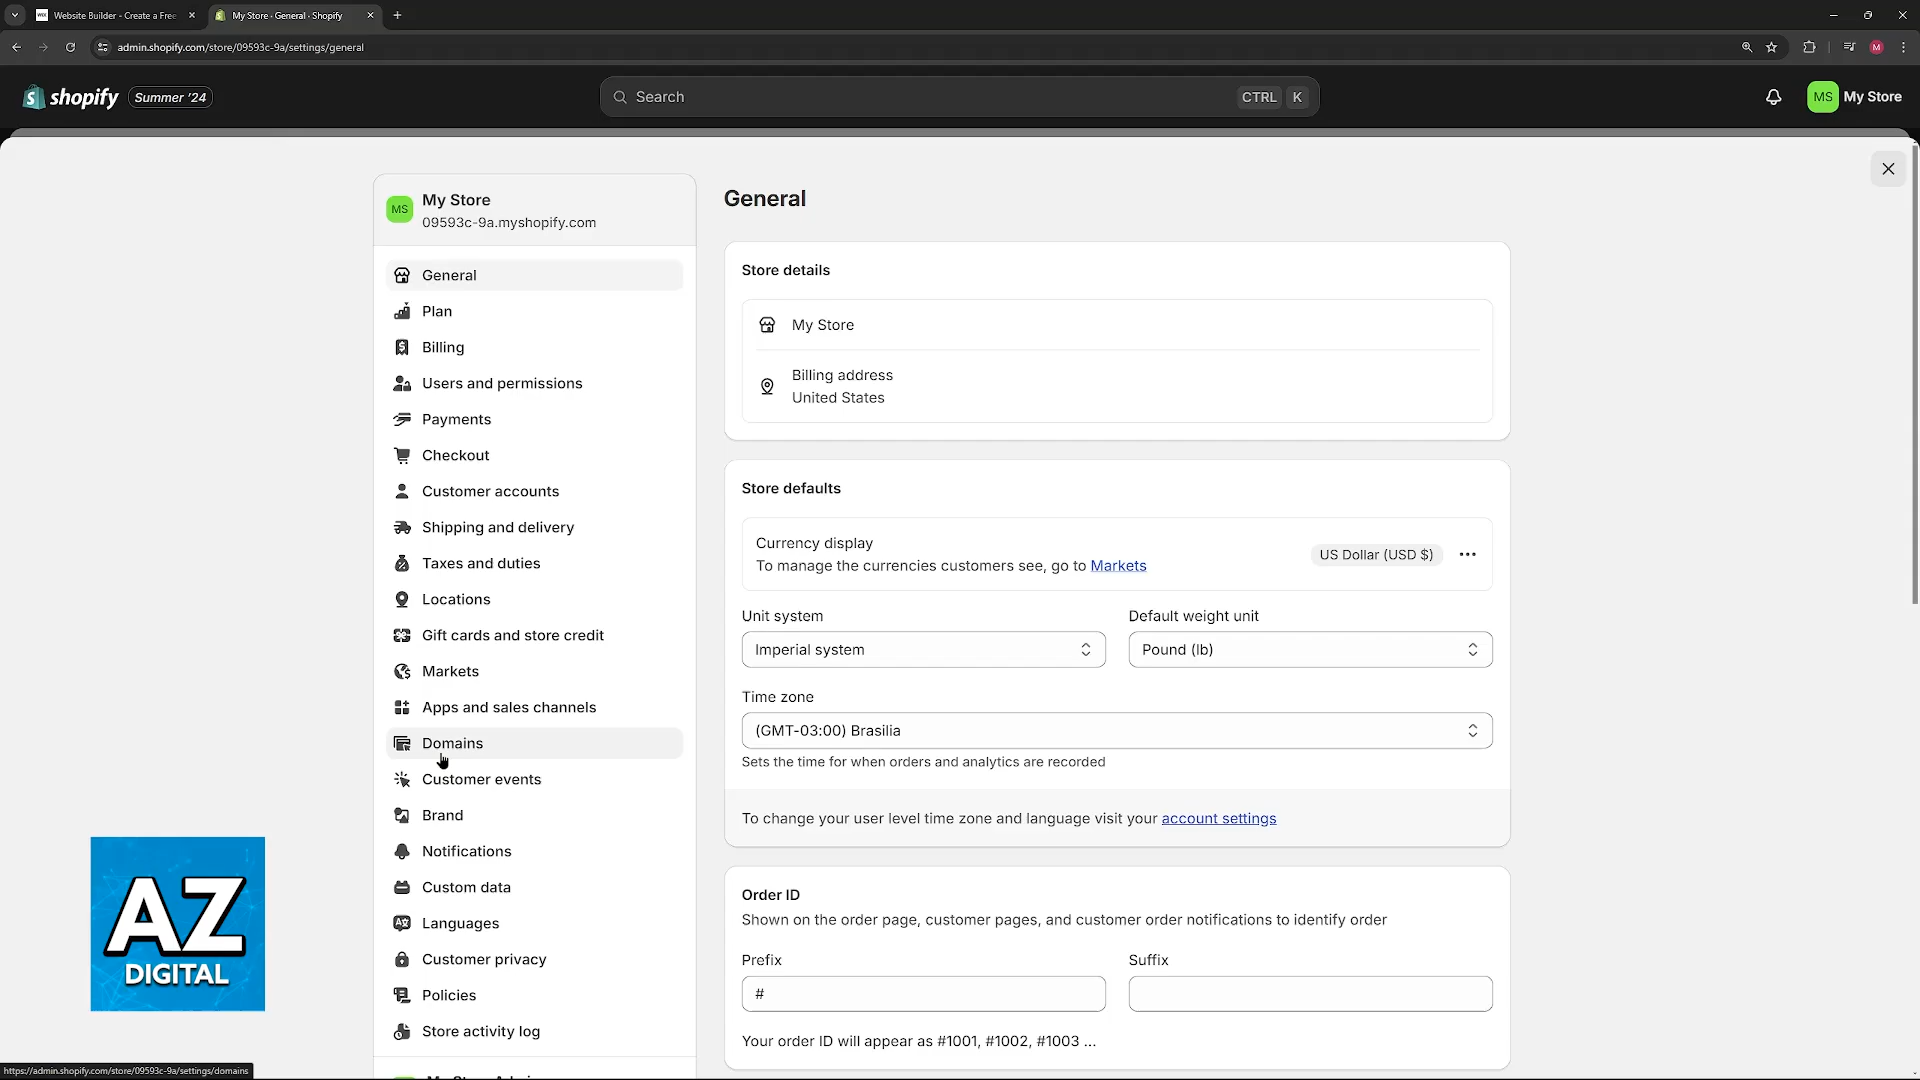 WIX
Website Builder - Create a Free
My Store · General · Shopify
admin.shopify.com/store/09593c-9a/settings/general
M
shopify
Summer '24
Search
CTRL
K
MS
My Store
MS
My Store
09593c-9a.myshopify.com
General
Plan
Billing
Users and permissions
Payments
Checkout
Customer accounts
Shipping and delivery
Taxes and duties
Locations
Gift cards and store credit
Markets
Apps and sales channels
Domains
Customer events
Brand
Notifications
Custom data
Languages
Customer privacy
Policies
Store activity log
General
Store details
My Store
Billing address
United States
Store defaults
Currency display
To manage the currencies customers see, go to Markets
US Dollar (USD $)
Unit system
Default weight unit
Imperial system
Pound (lb)
Time zone
(GMT-03:00) Brasilia
Sets the time for when orders and analytics are recorded
To change your user level time zone and language visit your account settings
Order ID
Shown on the order page, customer pages, and customer order notifications to identify order
Prefix
Suffix
#
Your order ID will appear as #1001, #1002, #1003 ...
AZ
DIGITAL
https://admin.shopify.com/store/09593c-9a/settings/domains